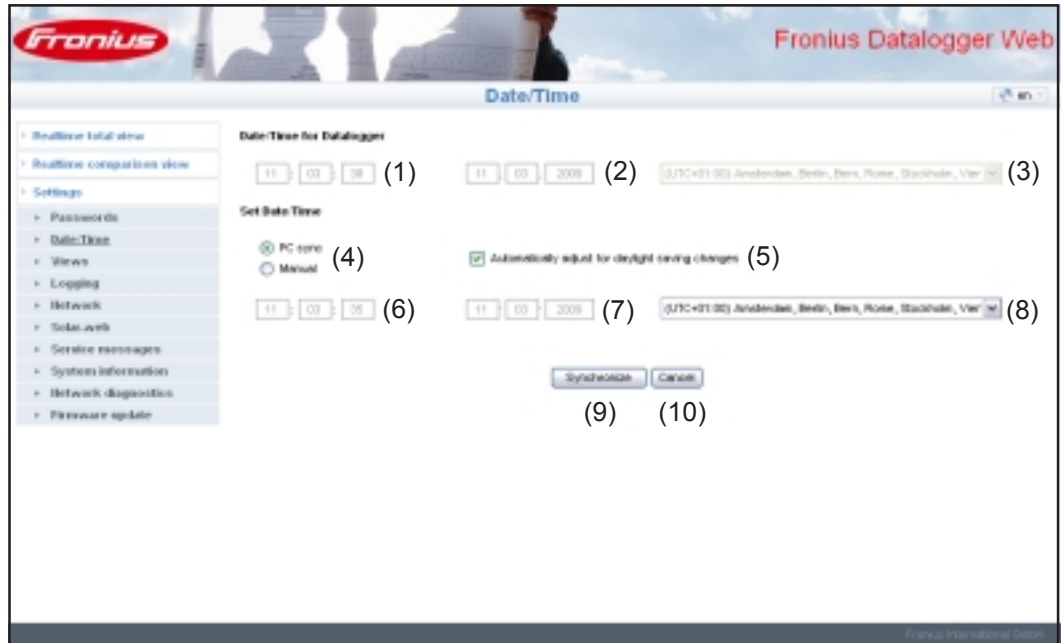 Fronius
Fronius Datalogger Web
Date/Time
en
Realtime total view
Realtime comparison view
Settings
Passwords
Date/Time
Views
Logging
Network
Solar.web
Service messages
System information
Network diagnostics
Firmware update
Date/Time for Datalogger
11 : 03 : 38 (1) 11 . 03 . 2009 (2) (UTC+01:00) Amsterdam, Berlin, Bern, Rome, Stockholm, Vier (3)
Set Date/Time
PC sync
Manual
(4)
Automatically adjust for daylight saving changes (5)
11 : 03 : 35 (6) 11 . 03 . 2009 (7) (UTC+01:00) Amsterdam, Berlin, Bern, Rome, Stockholm, Vier (8)
Synchronize Cancel
(9) (10)
Fronius International GmbH